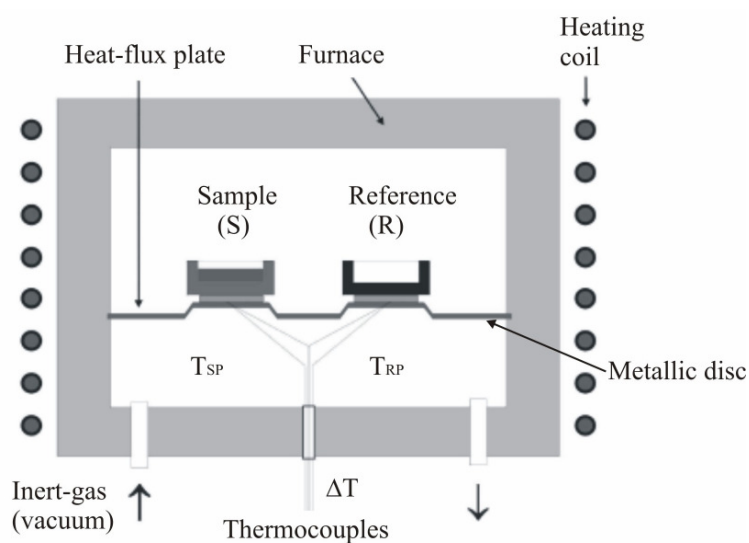 Heat-flux plate
Furnace
Heating
coil
Sample
(S)
Reference
(R)
TSP
TRP
Metallic disc
Inert-gas
(vacuum)
ΔT
Thermocouples